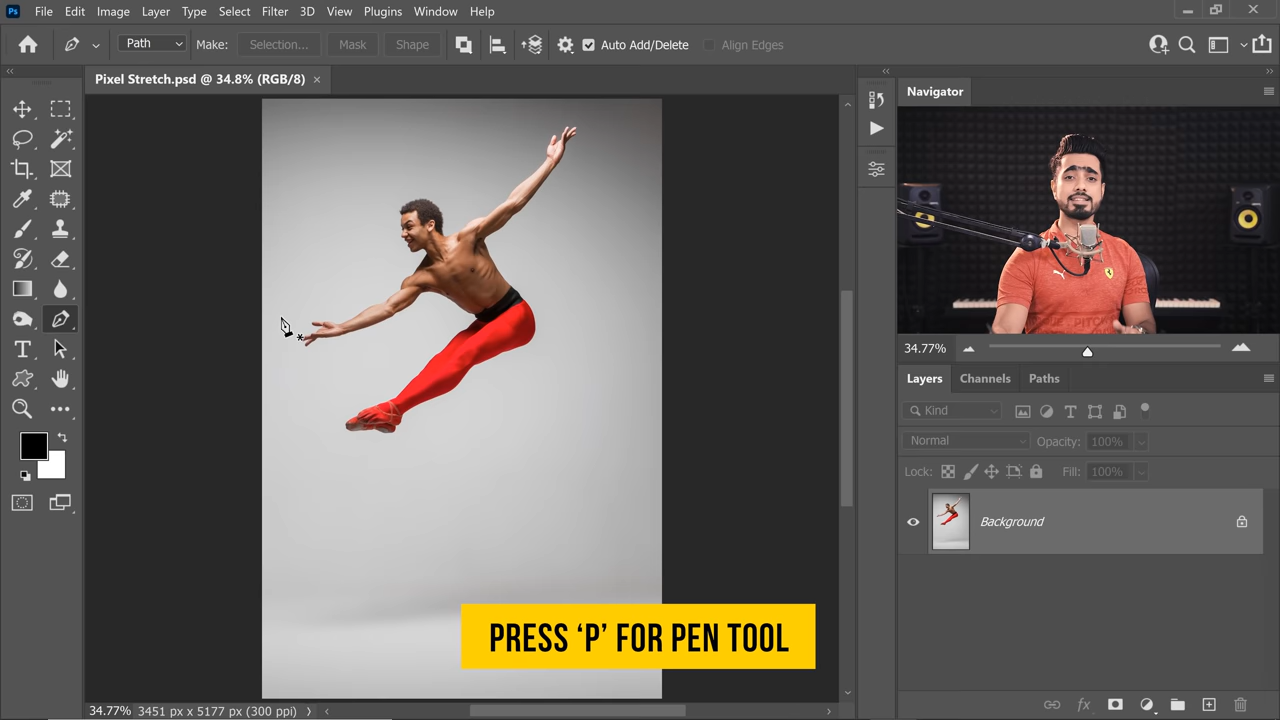 Ps File Edit Image Layer Type Select Filter 3D View Plugins Window Help
Path Make: Selection... Mask Shape Auto Add/Delete Align Edges
Pixel Stretch.psd @ 34.8% (RGB/8)
Navigator
34.77%
Layers Channels Paths
Kind
Normal Opacity: 100%
Lock: Fill: 100%
Background
PRESS ‘P’ FOR PEN TOOL
34.77% 3451 px x 5177 px (300 ppi)